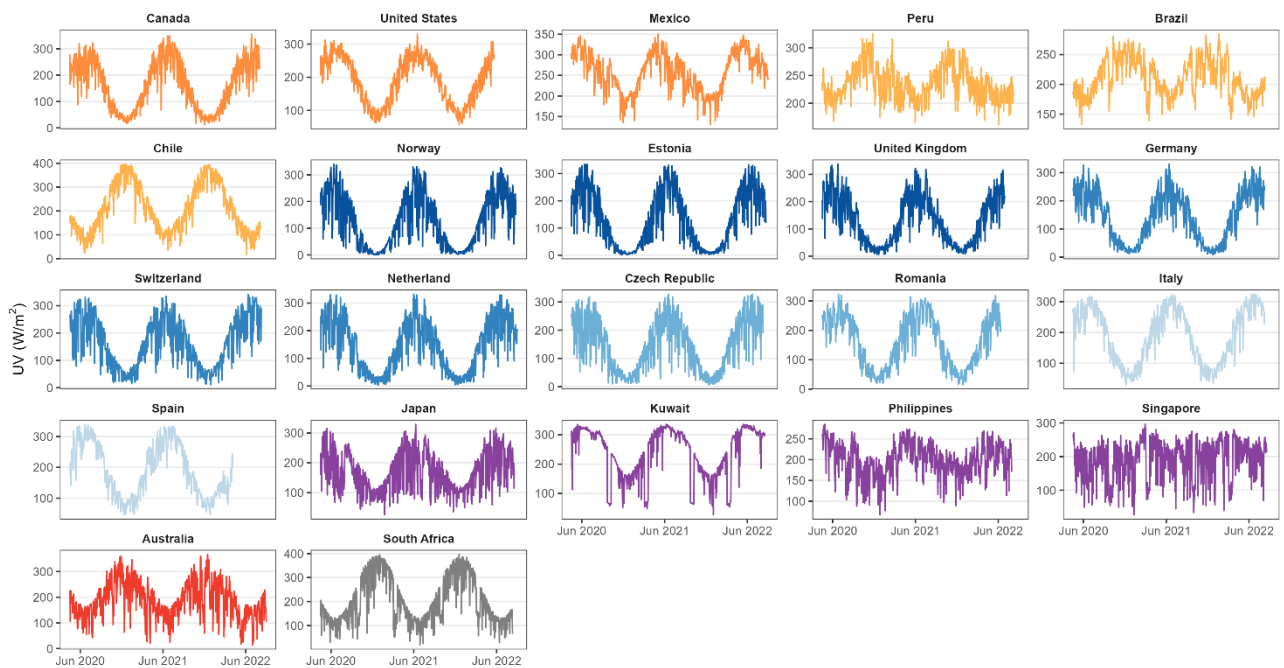 Canada United States Mexico Peru Brazil
300 200 100 0
300 200 100
350 300 250 200 150
300 250 200
250 200 150
Chile Norway Estonia United Kingdom Germany
400 300 200 100 0
300 200 100 0
300 200 100 0
300 200 100 0
300 200 100 0
Switzerland Netherland Czech Republic Romania Italy
UV (W/m²)
300 200 100 0
300 200 100 0
300 200 100 0
300 200 100 0
300 200 100
Spain Japan Kuwait Philippines Singapore
300 200 100
300 200 100
300 200 100
250 200 150 100
300 200 100
Jun 2020 Jun 2021 Jun 2022 Jun 2020 Jun 2021 Jun 2022 Jun 2020 Jun 2021 Jun 2022
Australia South Africa
300 200 100 0
400 300 200 100
Jun 2020 Jun 2021 Jun 2022 Jun 2020 Jun 2021 Jun 2022